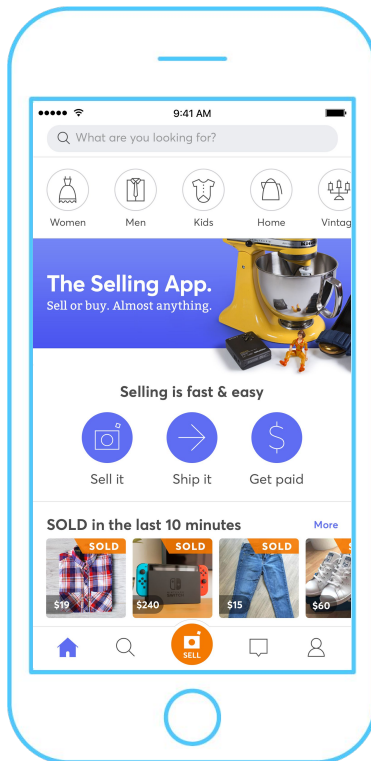 9:41 AM
What are you looking for?
Women Men Kids Home Vintag
The Selling App.
Sell or buy. Almost anything.
Selling is fast & easy
Sell it Ship it Get paid
SOLD in the last 10 minutes More
SOLD SOLD SOLD S
$19 $240 $15 $60
SELL